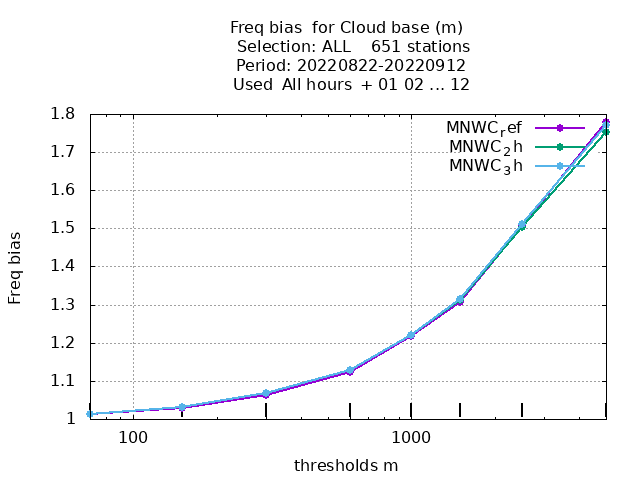 Freq bias  for Cloud base (m)
Selection: ALL    651 stations
Period: 20220822-20220912
Used  All hours  + 01 02 ... 12
Freq bias
1.8
1.7
1.6
1.5
1.4
1.3
1.2
1.1
1
MNWC_ref
MNWC_2h
MNWC_3h
100
1000
thresholds m